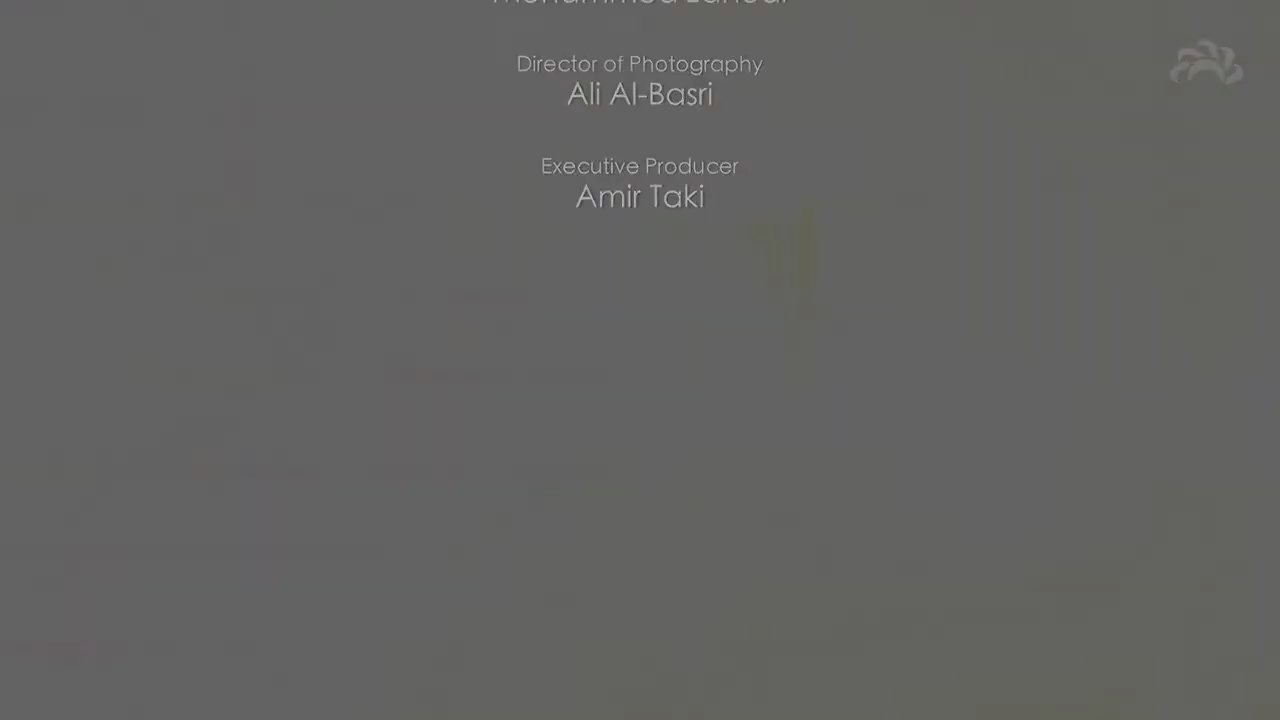 Director of Photography
Ali Al-Basri
Executive Producer
Amir Taki